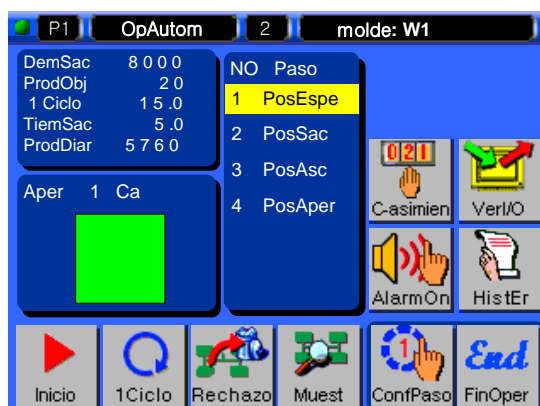 P1 OpAutom 2 molde: W1
DemSac 8000
ProdObj 20
1 Ciclo 15.0
TiemSac 5.0
ProdDiar 5760
NO Paso
1 PosEspe
2 PosSac
3 PosAsc
4 PosAper
Aper 1 Ca
021
C-asimien
VerI/O
AlarmOn
HistEr
Inicio
1Ciclo
Rechazo
Muest
1
ConfPaso
End
FinOper